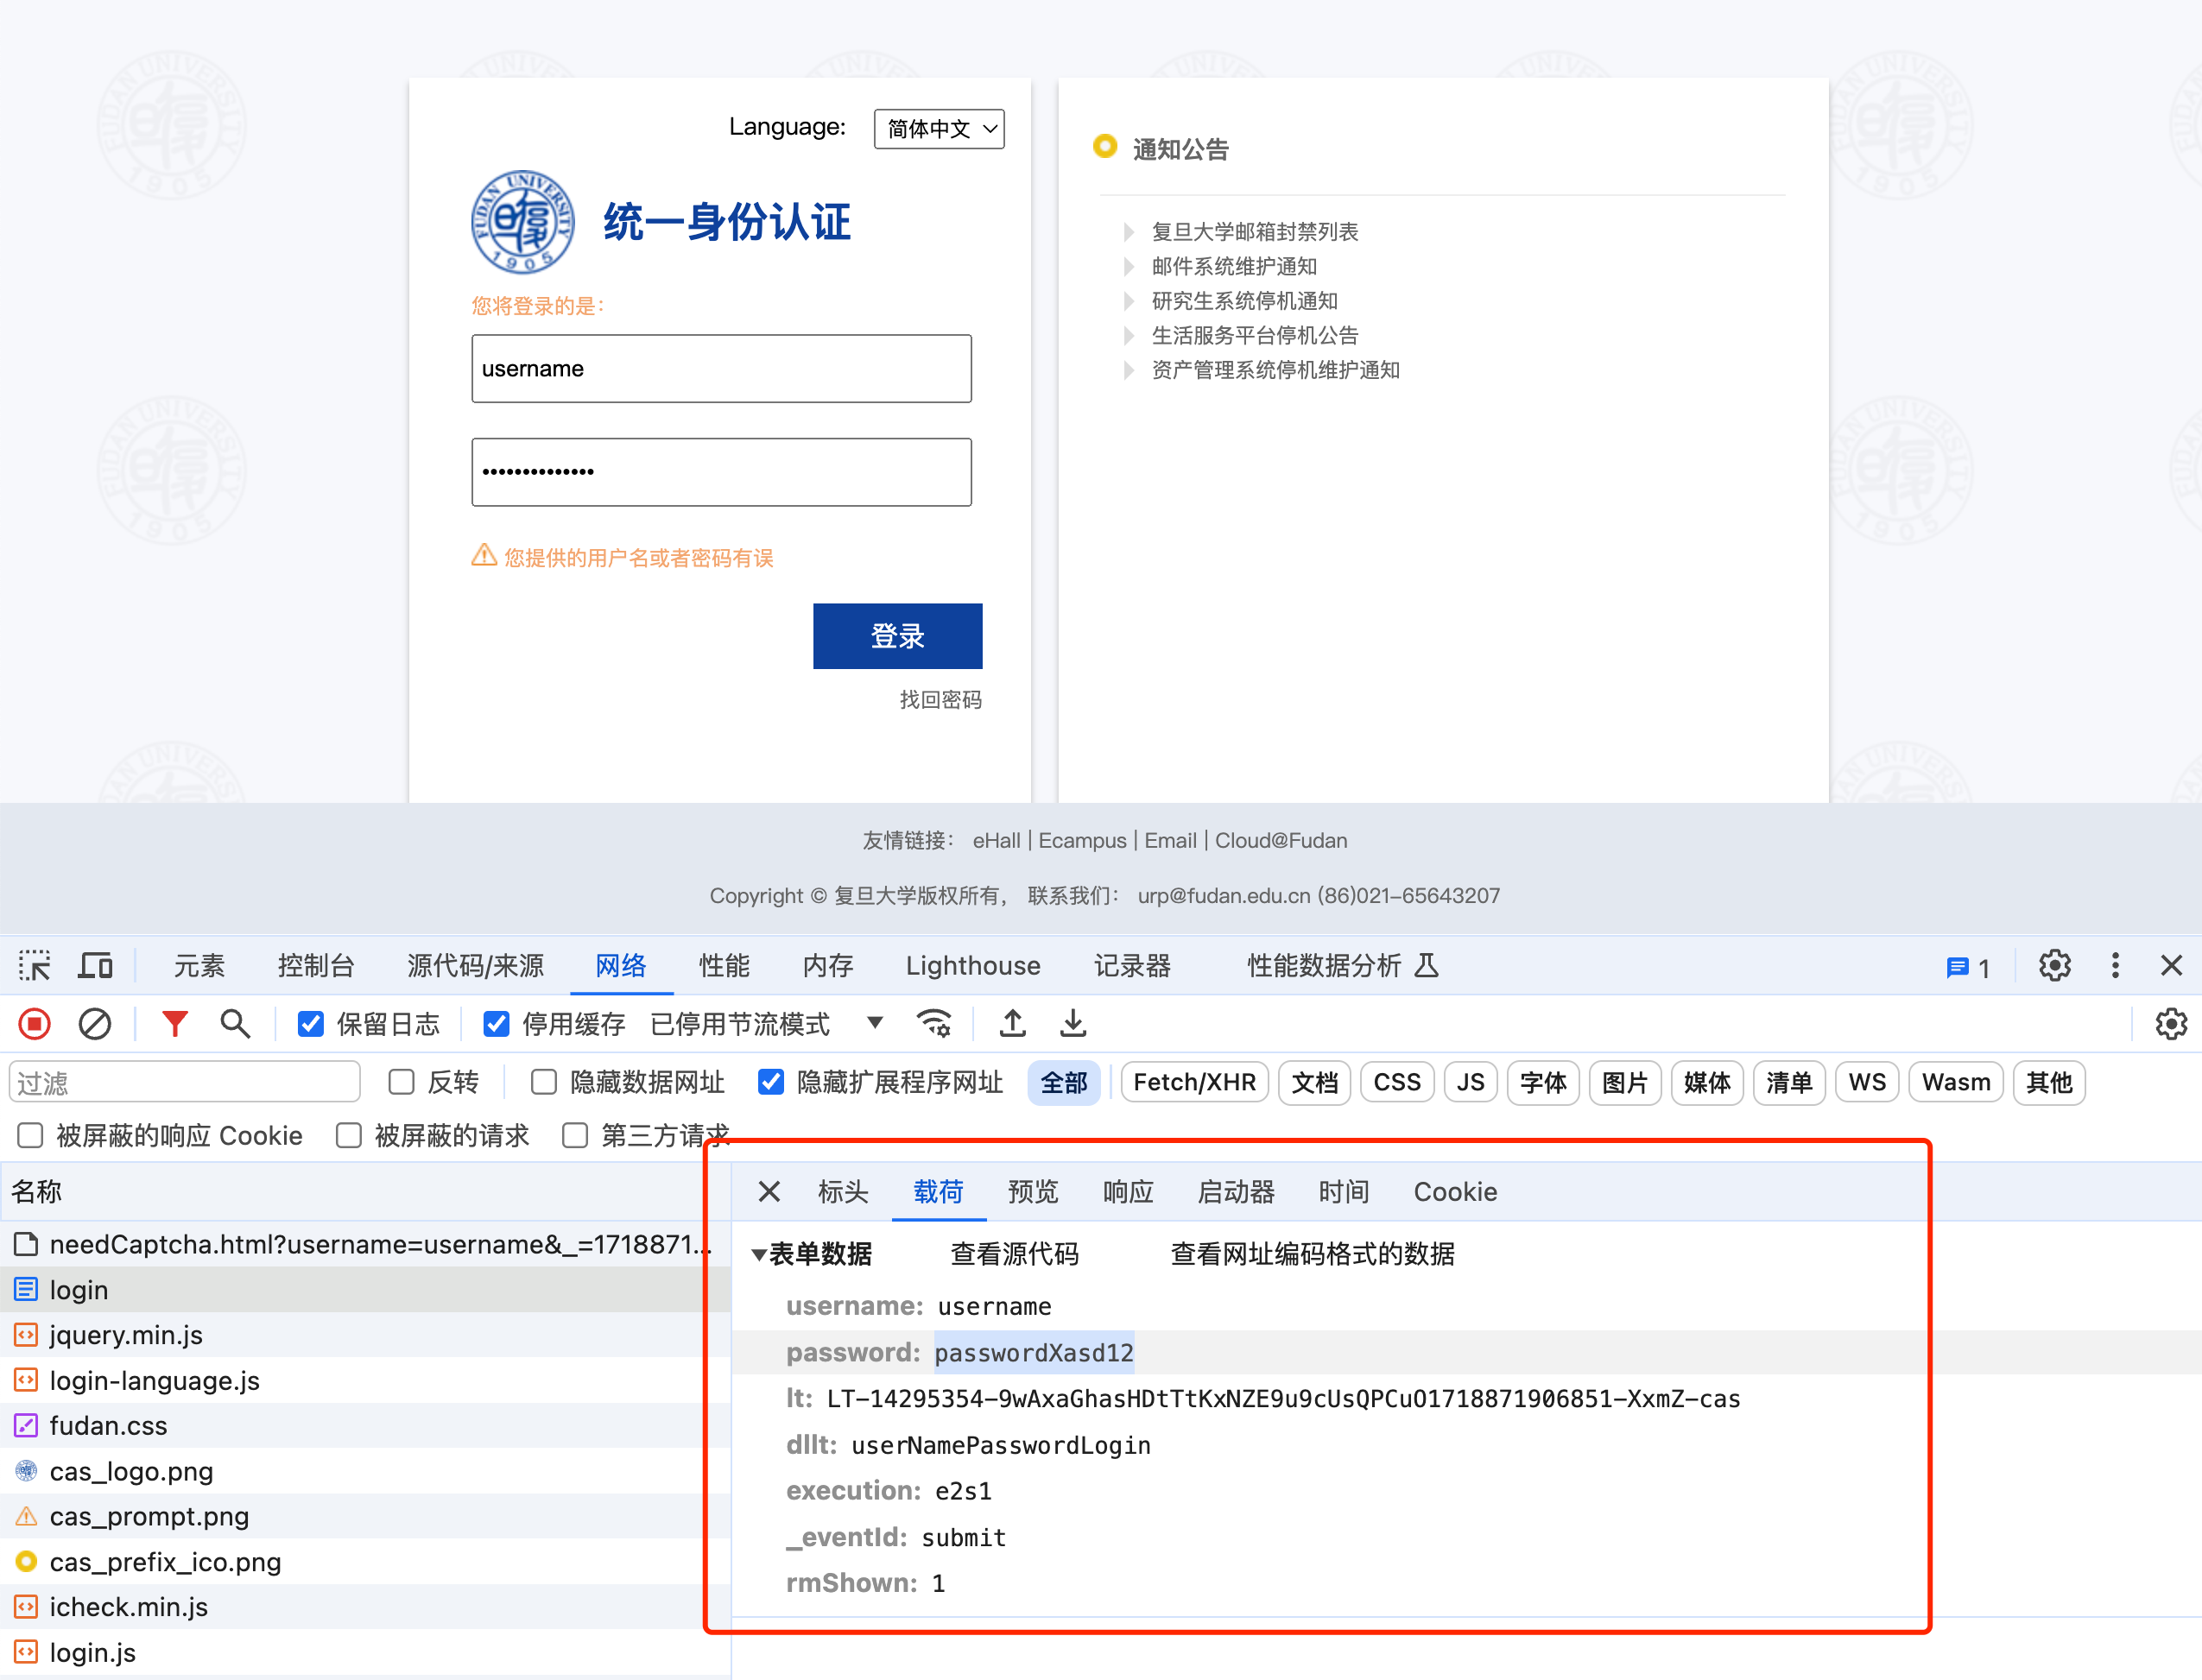 Language: 简体中文
FUDAN UNIVERSITY 1905
统一身份认证
您将登录的是：
username
••••••••••••••
您提供的用户名或者密码有误
登录
找回密码
通知公告
复旦大学邮箱封禁列表
邮件系统维护通知
研究生系统停机通知
生活服务平台停机公告
资产管理系统停机维护通知
友情链接： eHall | Ecampus | Email | Cloud@Fudan
Copyright © 复旦大学版权所有， 联系我们： urp@fudan.edu.cn (86)021-65643207
元素 控制台 源代码/来源 网络 性能 内存 Lighthouse 记录器 性能数据分析 1
保留日志 停用缓存 已停用节流模式
过滤 反转 隐藏数据网址 隐藏扩展程序网址 全部 Fetch/XHR 文档 CSS JS 字体 图片 媒体 清单 WS Wasm 其他
被屏蔽的响应 Cookie 被屏蔽的请求 第三方请求
名称
needCaptcha.html?username=username&_=1718871...
login
jquery.min.js
login-language.js
fudan.css
cas_logo.png
cas_prompt.png
cas_prefix_ico.png
icheck.min.js
login.js
标头 载荷 预览 响应 启动器 时间 Cookie
表单数据 查看源代码 查看网址编码格式的数据
username: username
password: passwordXasd12
lt: LT-14295354-9wAxaGhasHDtTtKxNZE9u9cUsQPCuO1718871906851-XxmZ-cas
dllt: userNamePasswordLogin
execution: e2s1
_eventId: submit
rmShown: 1